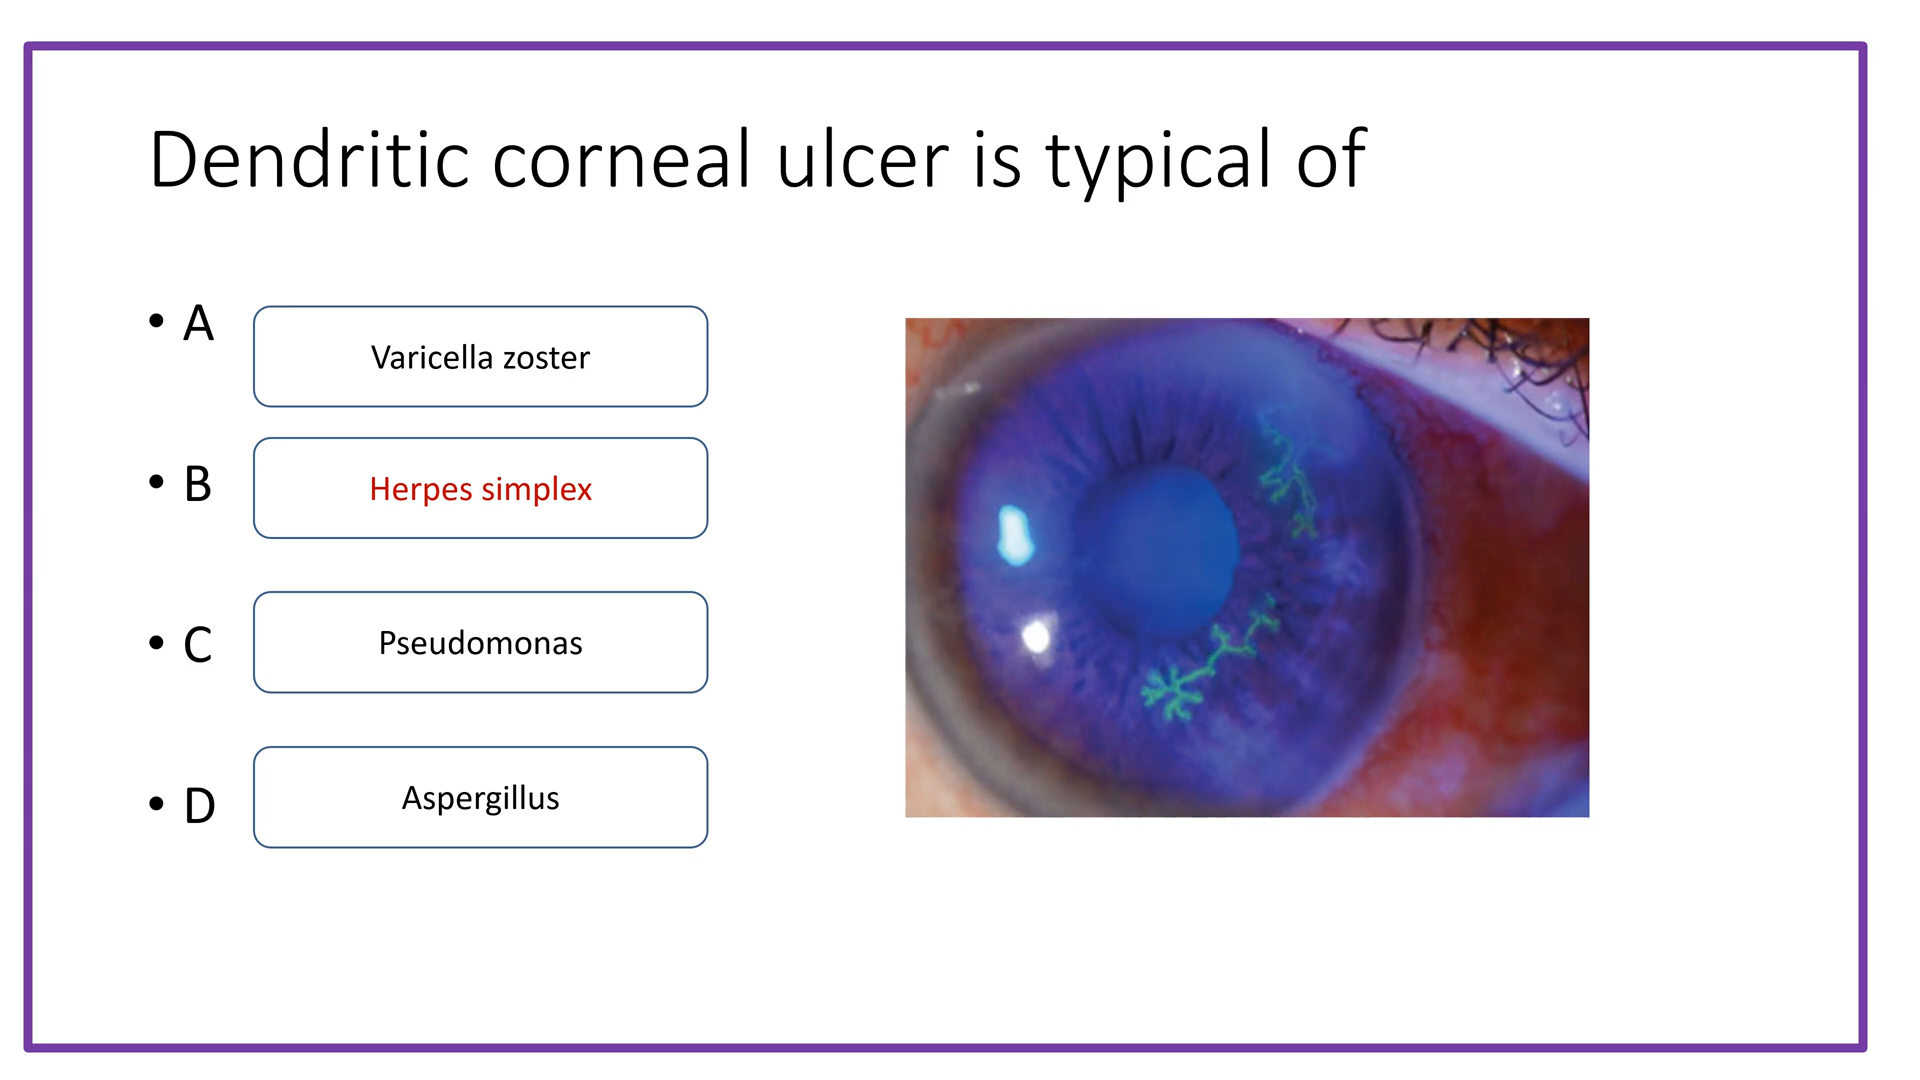 Dendritic corneal ulcer is typical of
• A
Varicella zoster
• B
Herpes simplex
• C
Pseudomonas
• D
Aspergillus